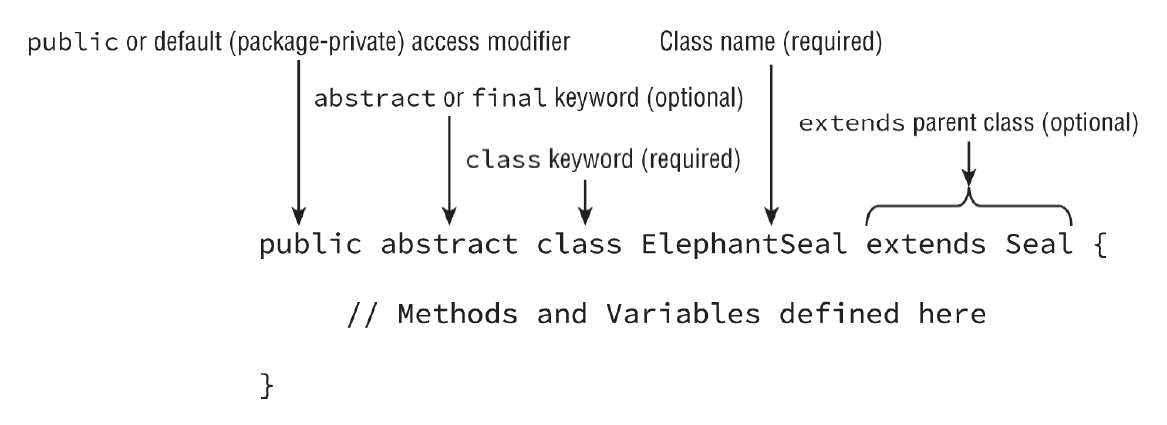 public or default (package-private) access modifier
Class name (required)
abstract or final keyword (optional)
extends parent class (optional)
class keyword (required)
public abstract class ElephantSeal extends Seal {
// Methods and Variables defined here
}